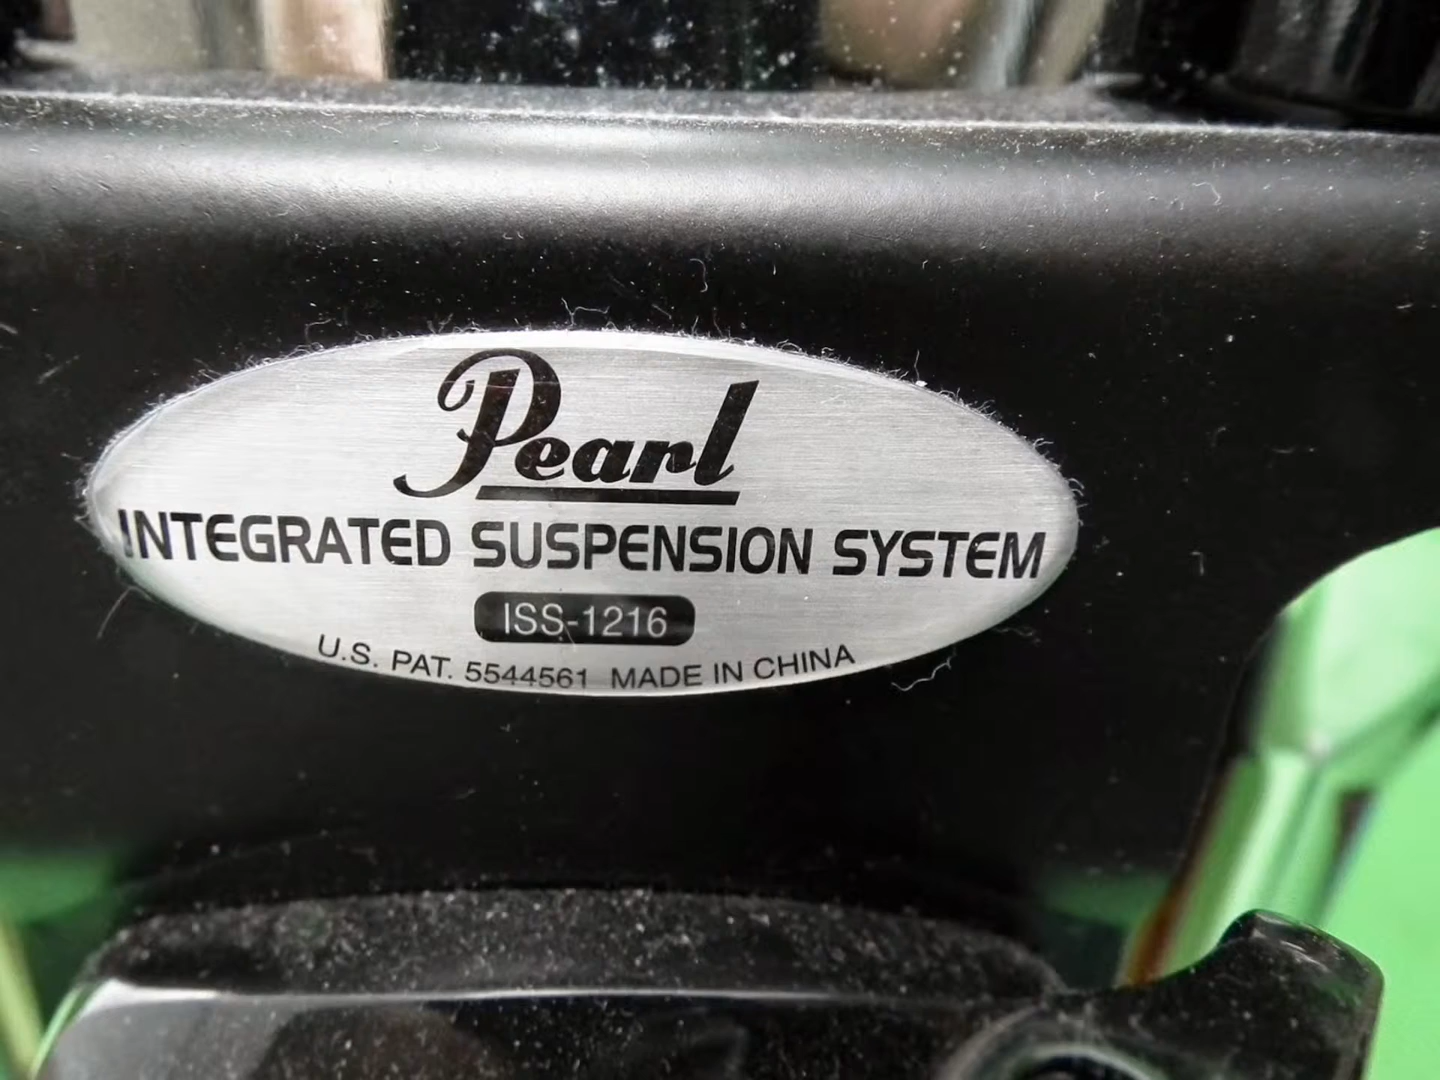 Pearl
INTEGRATED SUSPENSION SYSTEM
ISS-1216
U.S. PAT. 5544561 MADE IN CHINA